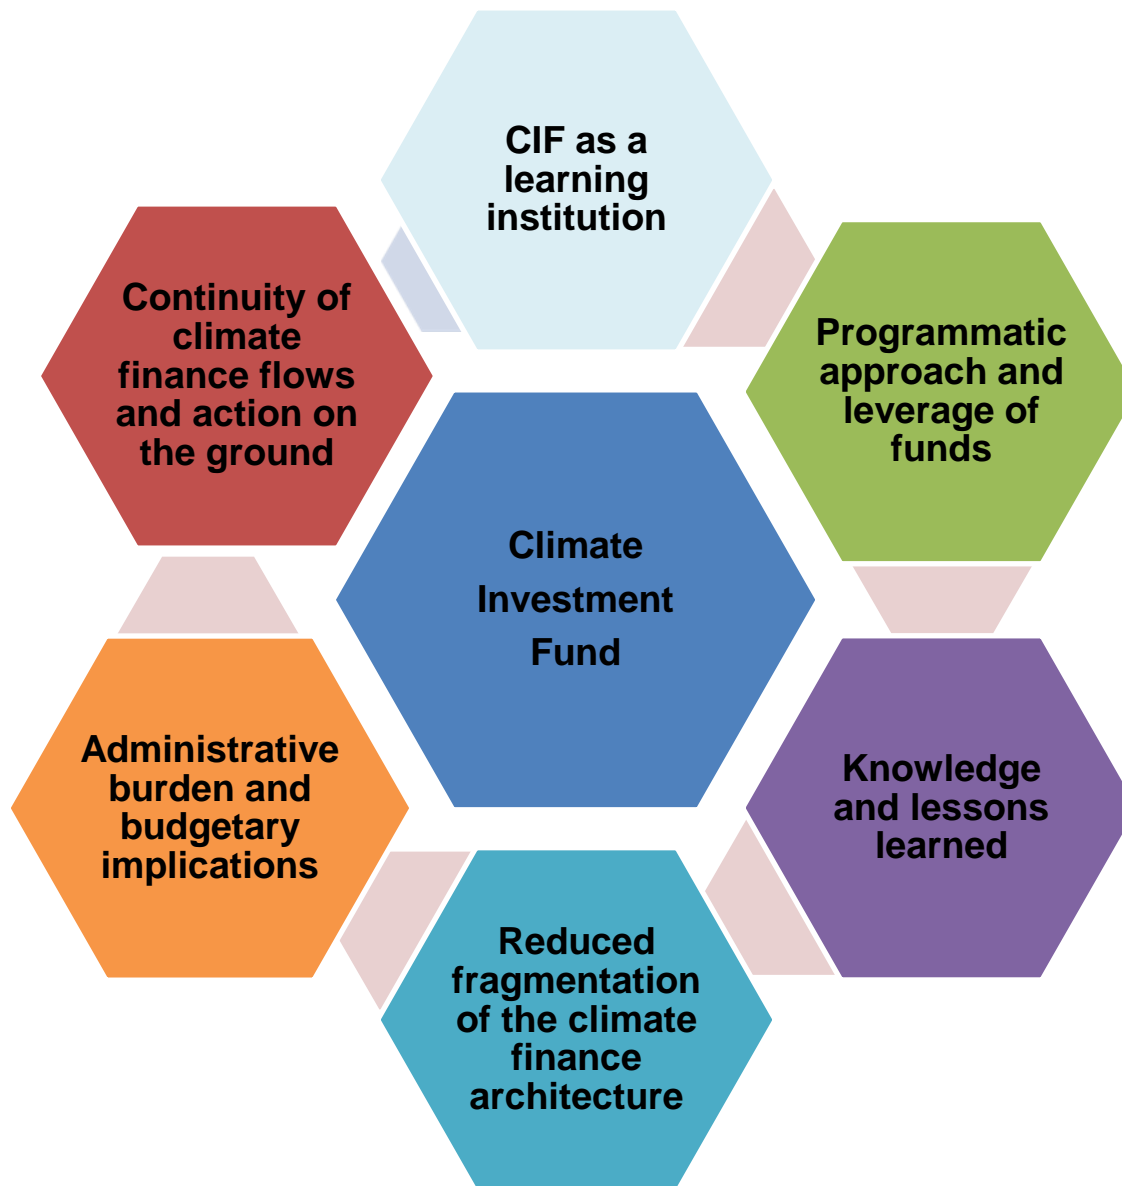 CIF as a
learning
institution
Continuity of
climate
finance flows
and action on
the ground
Programmatic
approach and
leverage of
funds
Climate
Investment
Fund
Administrative
burden and
budgetary
implications
Knowledge
and lessons
learned
Reduced
fragmentation
of the climate
finance
architecture